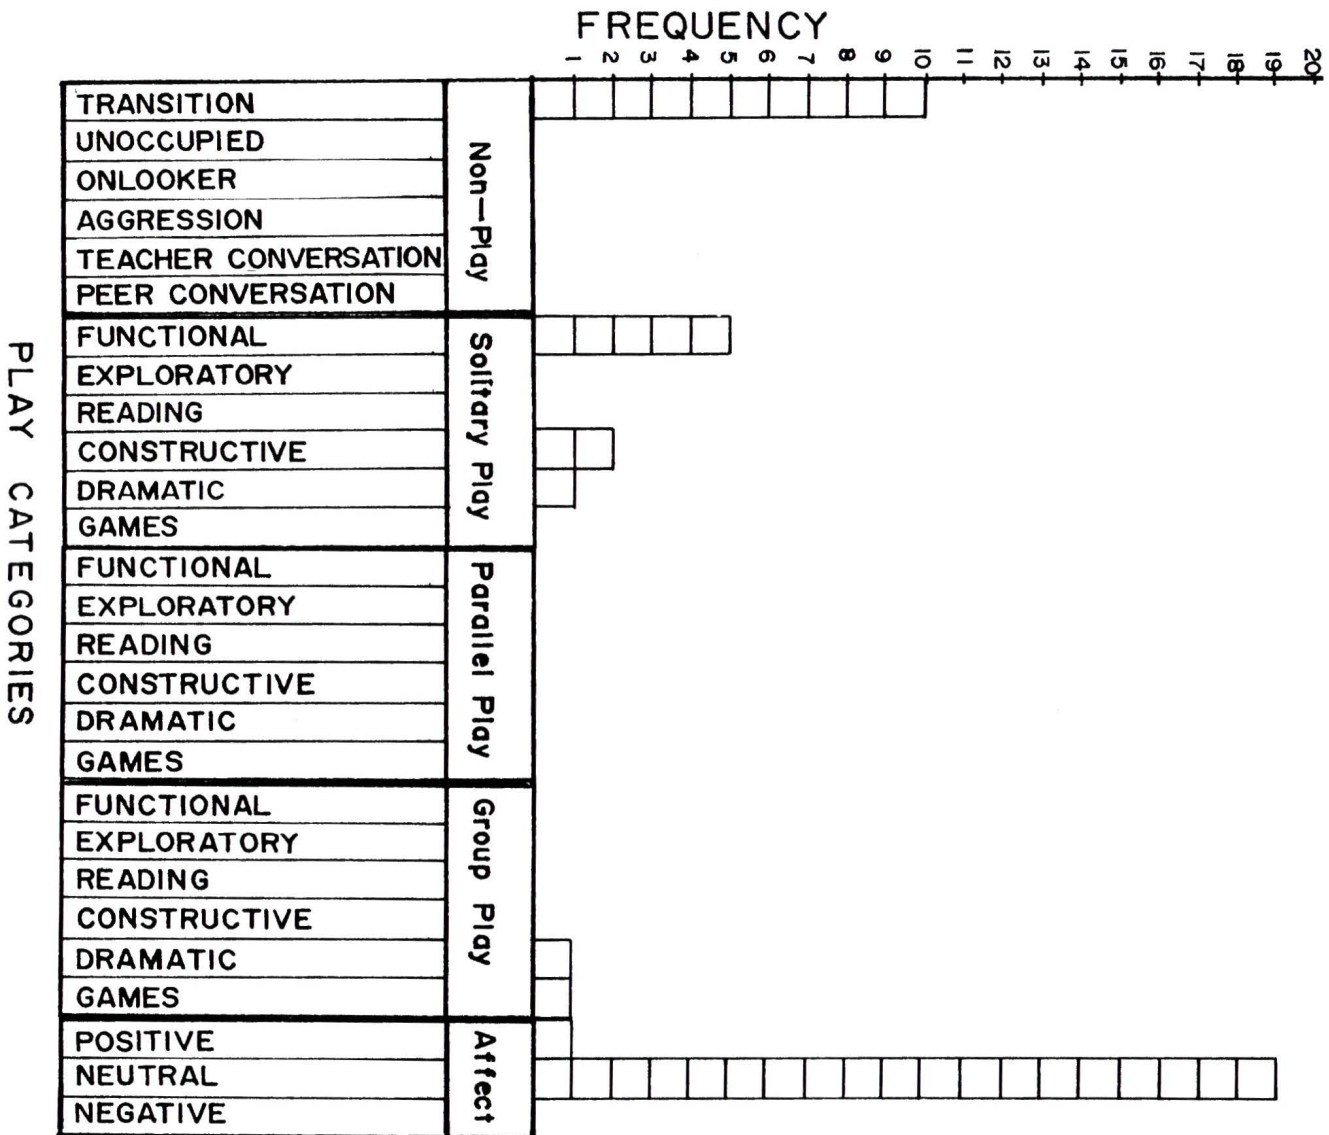 FREQUENCY
1 2 3 4 5 6 7 8 9 10 11 12 13 14 15 16 17 18 19 20
PLAY CATEGORIES
Non-Play
TRANSITION
UNOCCUPIED
ONLOOKER
AGGRESSION
TEACHER CONVERSATION
PEER CONVERSATION
Solitary Play
FUNCTIONAL
EXPLORATORY
READING
CONSTRUCTIVE
DRAMATIC
GAMES
Parallel Play
FUNCTIONAL
EXPLORATORY
READING
CONSTRUCTIVE
DRAMATIC
GAMES
Group Play
FUNCTIONAL
EXPLORATORY
READING
CONSTRUCTIVE
DRAMATIC
GAMES
Affect
POSITIVE
NEUTRAL
NEGATIVE